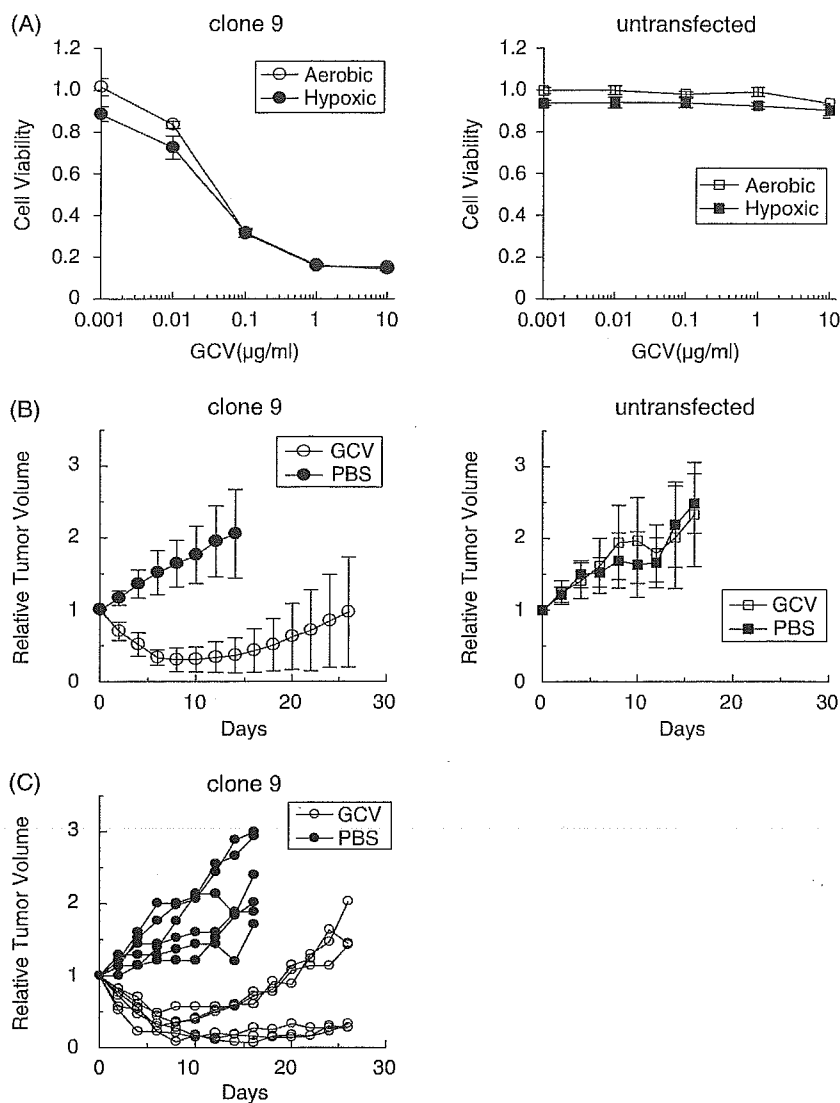 (A)
clone 9
1.2
1.0
0.8
0.6
0.4
0.2
0
Cell Viability
Aerobic
Hypoxic
0.001 0.01 0.1 1 10
GCV(µg/ml)
untransfected
1.2
1.0
0.8
0.6
0.4
0.2
0
Cell Viability
Aerobic
Hypoxic
0.001 0.01 0.1 1 10
GCV(µg/ml)
(B)
clone 9
3
2
1
0
Relative Tumor Volume
GCV
PBS
0 10 20 30
Days
untransfected
3
2
1
0
Relative Tumor Volume
GCV
PBS
0 10 20 30
Days
(C)
clone 9
3
2
1
0
Relative Tumor Volume
GCV
PBS
0 10 20 30
Days